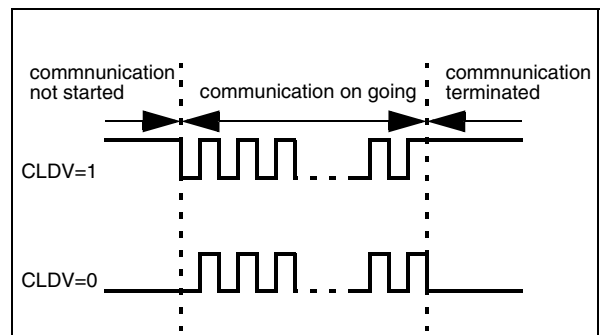 commnunication
not started
communication on going
commnunication
terminated
CLDV=1
CLDV=0